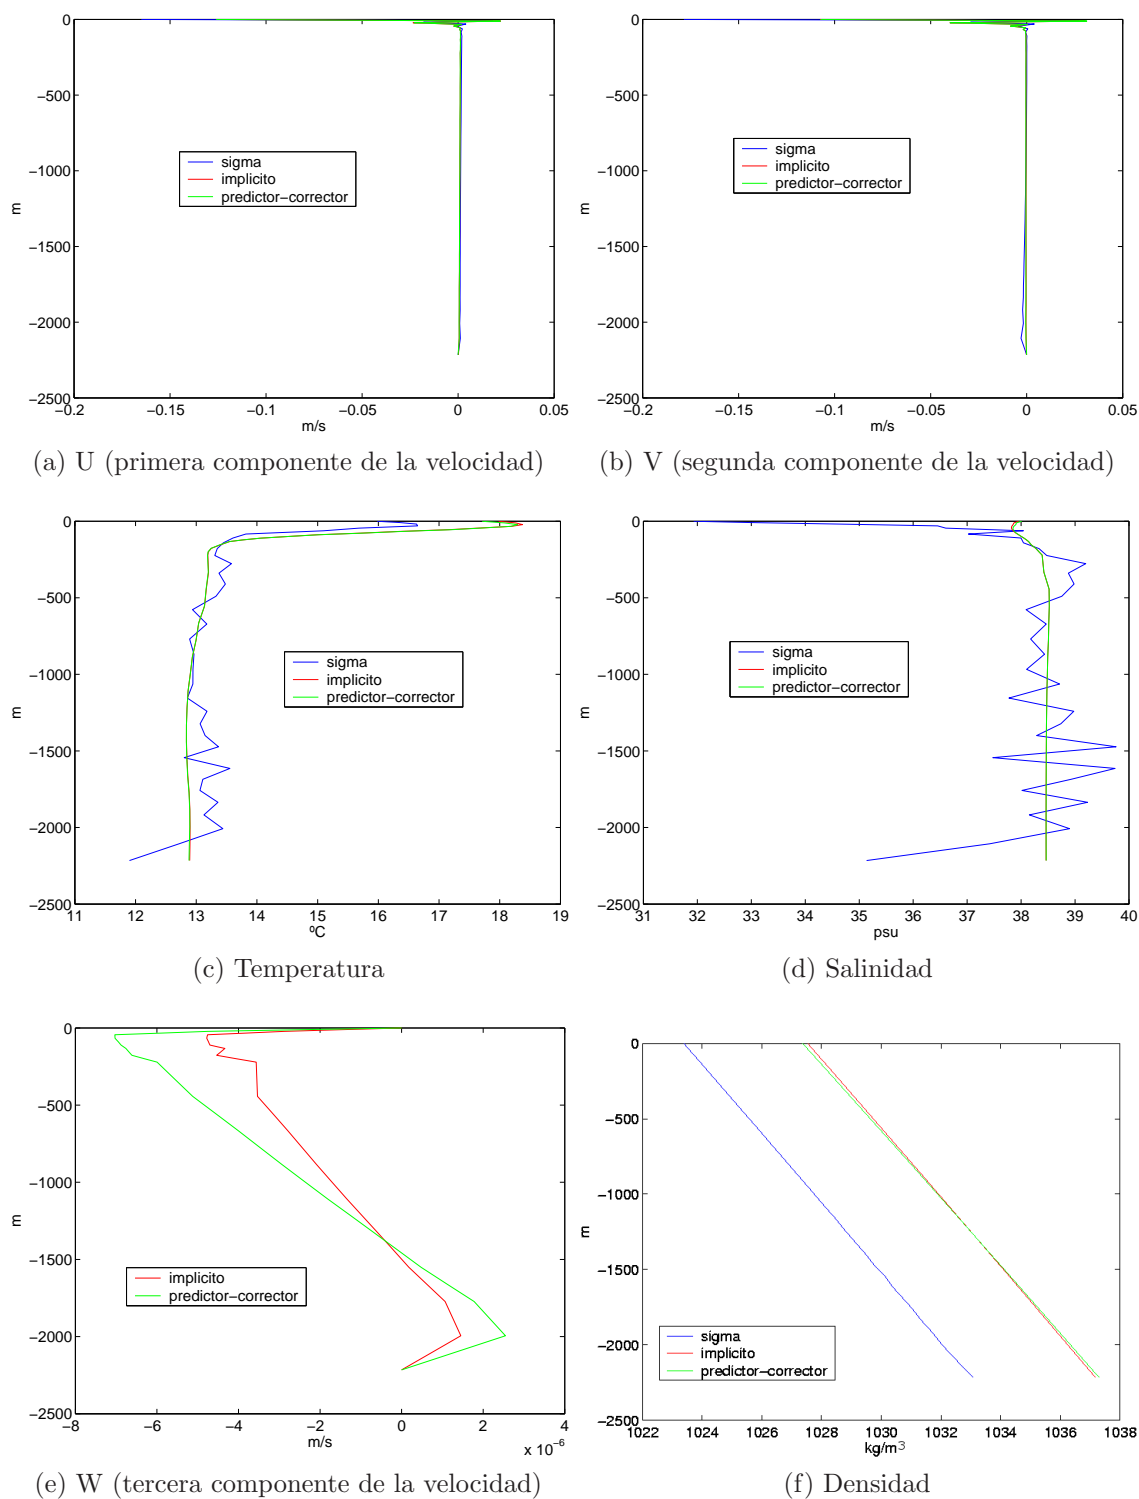 0
−500
−1000
−1500
−2000
−2500
m
−0.2
−0.15
−0.1
−0.05
0
0.05
m/s
sigma
implicito
predictor−corrector
(a) U (primera componente de la velocidad)
0
−500
−1000
−1500
−2000
−2500
m
−0.2
−0.15
−0.1
−0.05
0
0.05
m/s
sigma
implicito
predictor−corrector
(b) V (segunda componente de la velocidad)
0
−500
−1000
−1500
−2000
−2500
m
11
12
13
14
15
16
17
18
19
ºC
sigma
implicito
predictor−corrector
(c) Temperatura
0
−500
−1000
−1500
−2000
−2500
m
31
32
33
34
35
36
37
38
39
40
psu
sigma
implicito
predictor−corrector
(d) Salinidad
0
−500
−1000
−1500
−2000
−2500
m
−8
−6
−4
−2
0
2
4
m/s
x 10⁻⁶
implicito
predictor−corrector
(e) W (tercera componente de la velocidad)
0
−500
−1000
−1500
−2000
−2500
m
1022
1024
1026
1028
1030
1032
1034
1036
1038
kg/m³
sigma
implicito
predictor−corrector
(f) Densidad